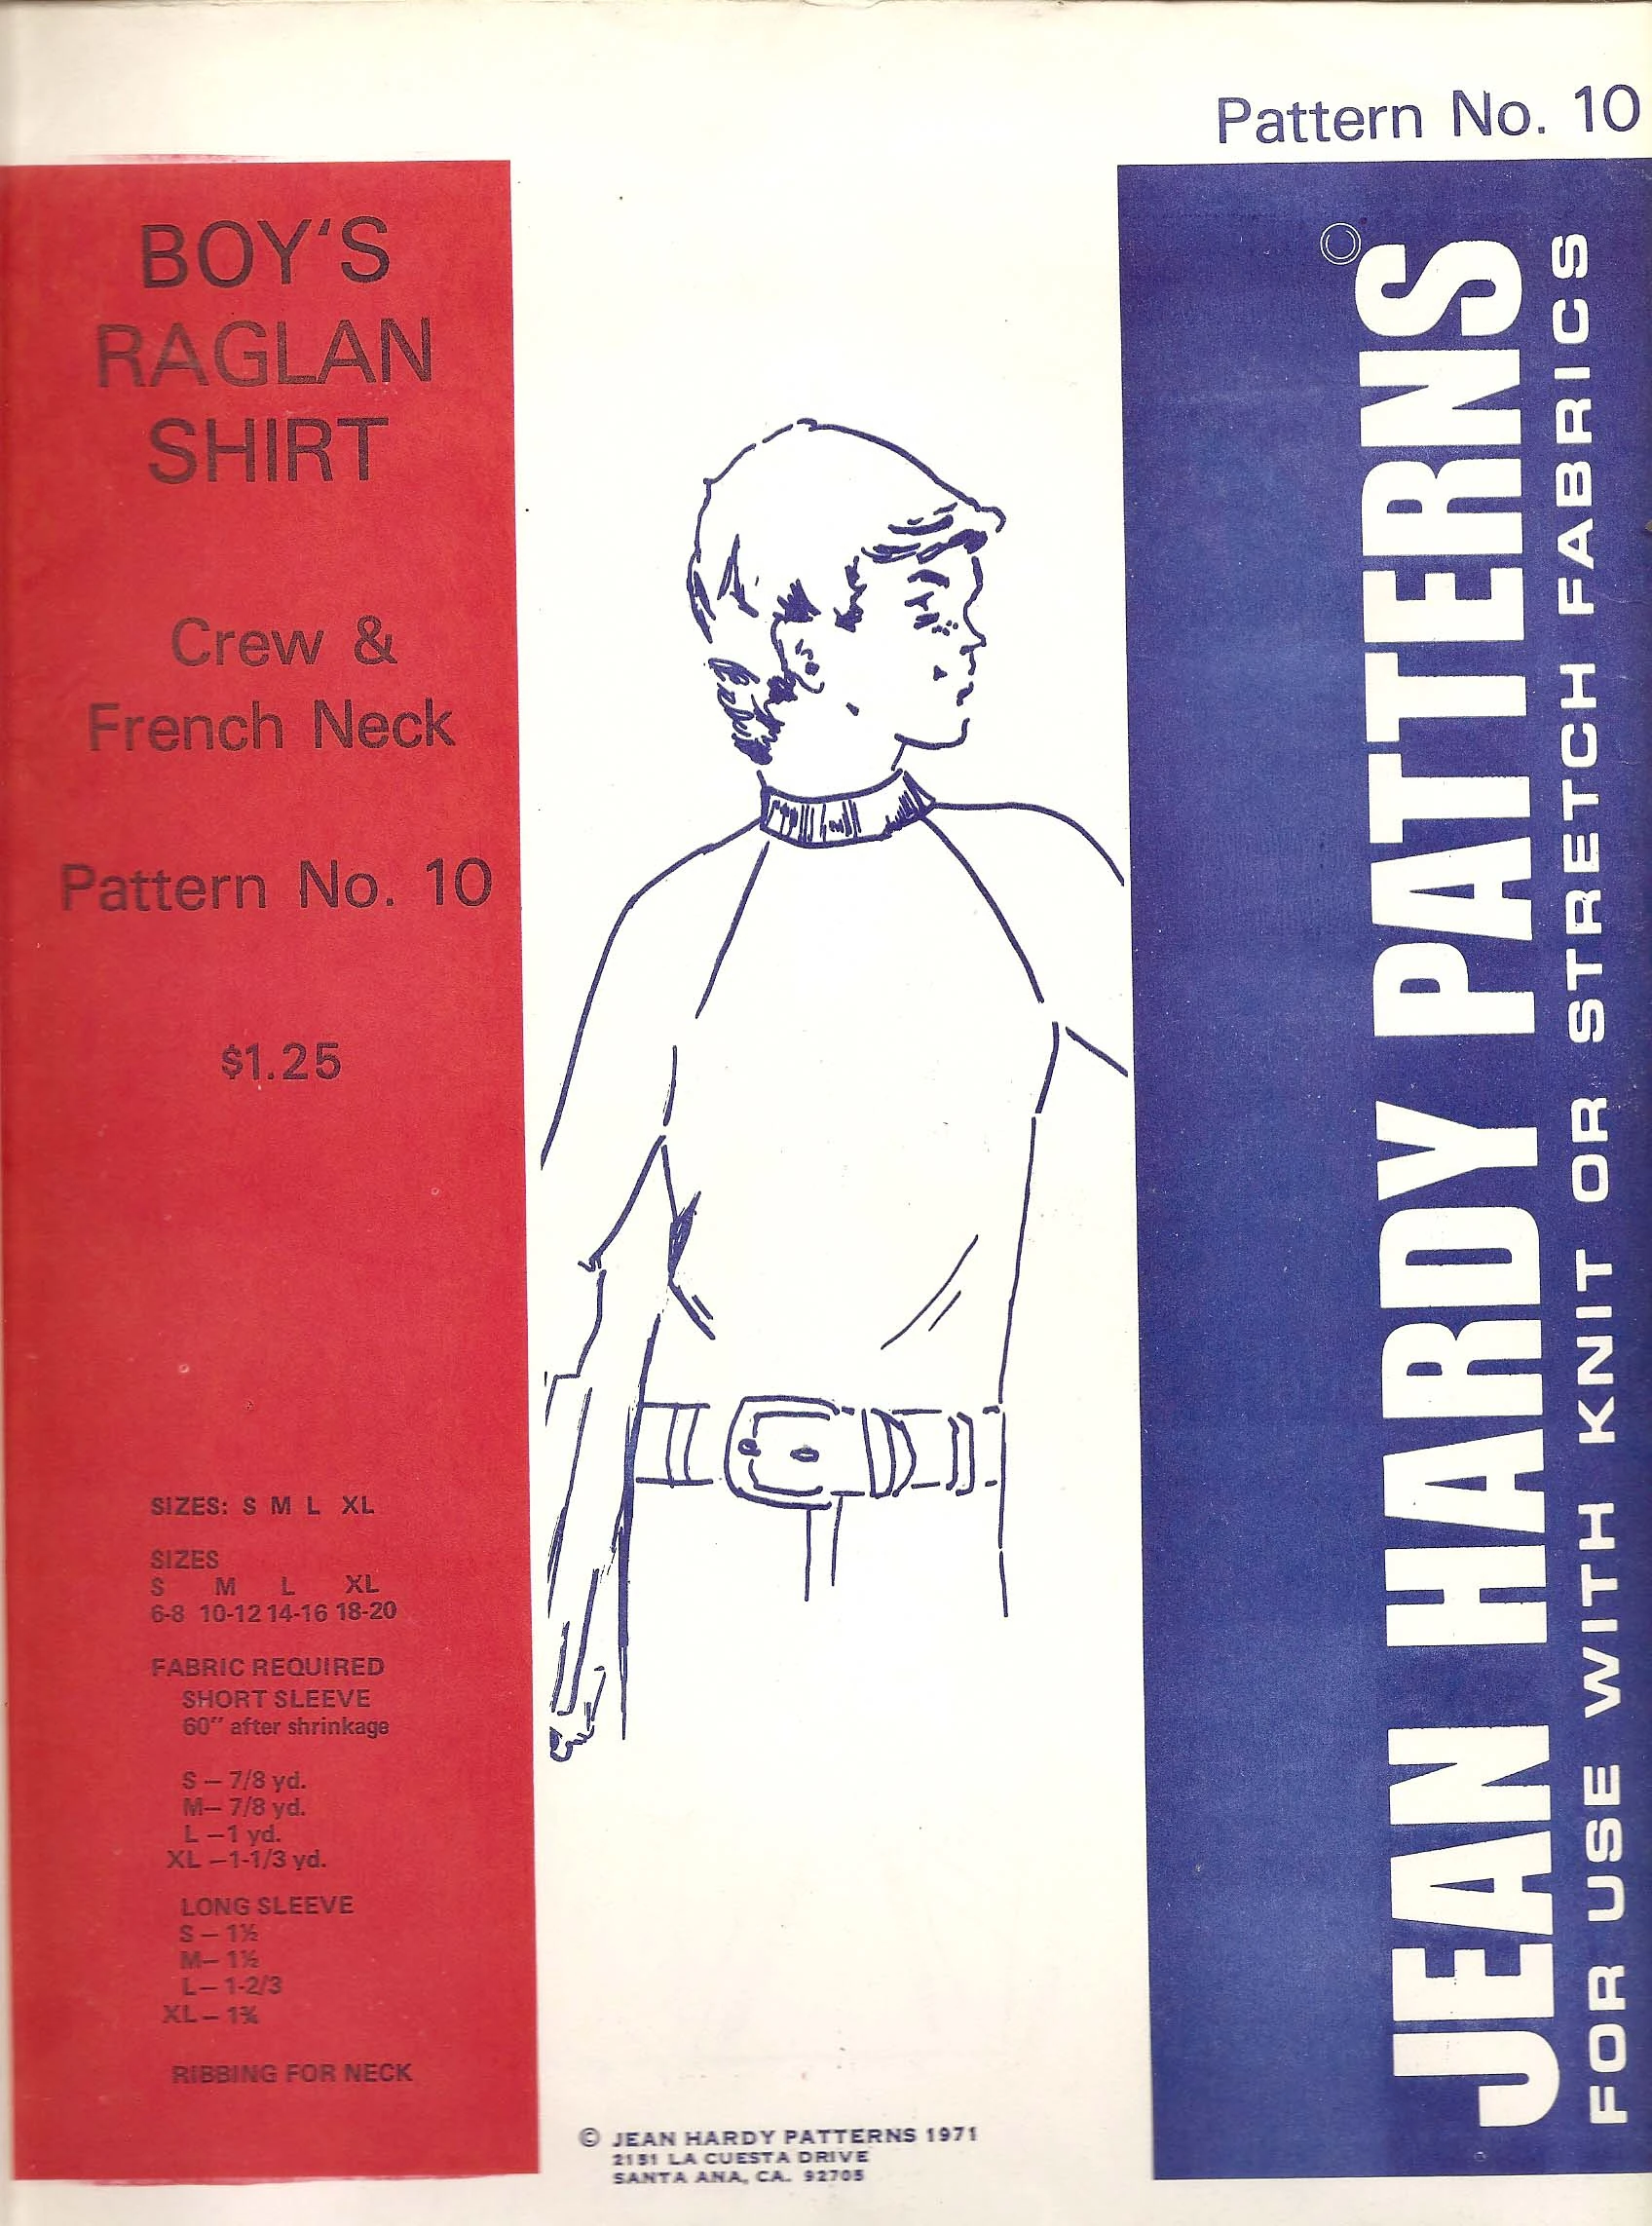 Pattern No. 10
BOY'S
RAGLAN
SHIRT
Crew &
French Neck
Pattern No. 10
$1.25
SIZES: S M L XL
SIZES
S M L XL
6-8 10-12 14-16 18-20
FABRIC REQUIRED
SHORT SLEEVE
60" after shrinkage
S — 7/8 yd.
M— 7/8 yd.
L —1 yd.
XL —1-1/3 yd.
LONG SLEEVE
S — 1½
M— 1½
L— 1-2/3
XL — 1¾
RIBBING FOR NECK
© JEAN HARDY PATTERNS 1971
2151 LA CUESTA DRIVE
SANTA ANA, CA. 92705
JEAN HARDY PATTERNS
FOR USE WITH KNIT OR STRETCH FABRICS